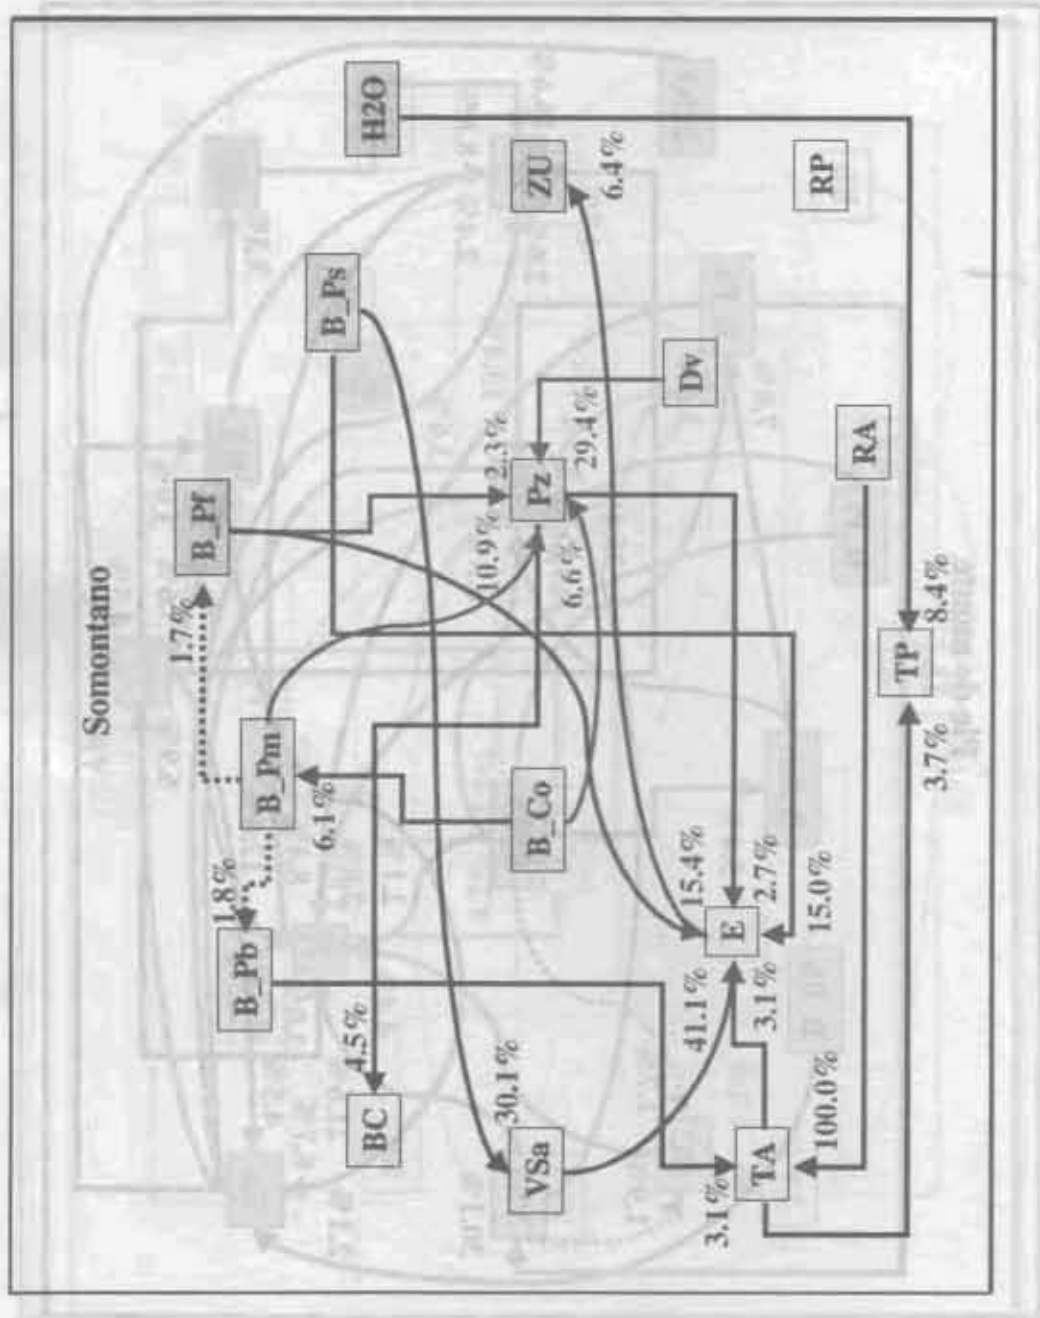 Somontano
B_Pb
1.8%
B_Pm
1.7%
B_Pf
B_Ps
H2O
6.1%
BC
4.5%
VSa
30.1%
B_Co
10.9%
2.3%
Pz
6.6%
29.4%
ZU
6.4%
Dv
41.1%
15.4%
E
3.1%
2.7%
15.0%
3.1%
TA
100.0%
RA
RP
3.7%
TP
8.4%